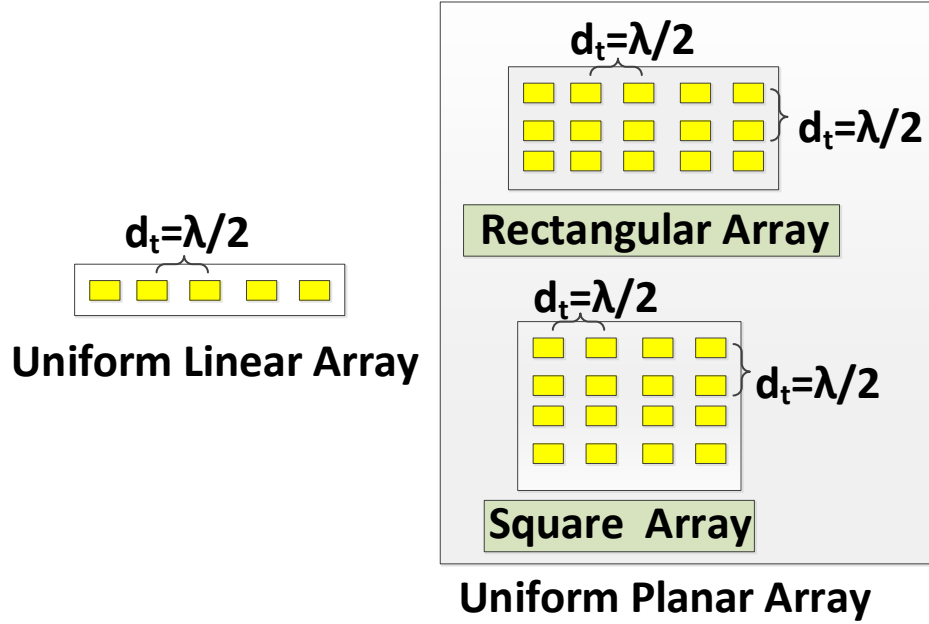 dₜ=λ/2
Uniform Linear Array
dₜ=λ/2
dₜ=λ/2
Rectangular Array
dₜ=λ/2
dₜ=λ/2
Square Array
Uniform Planar Array